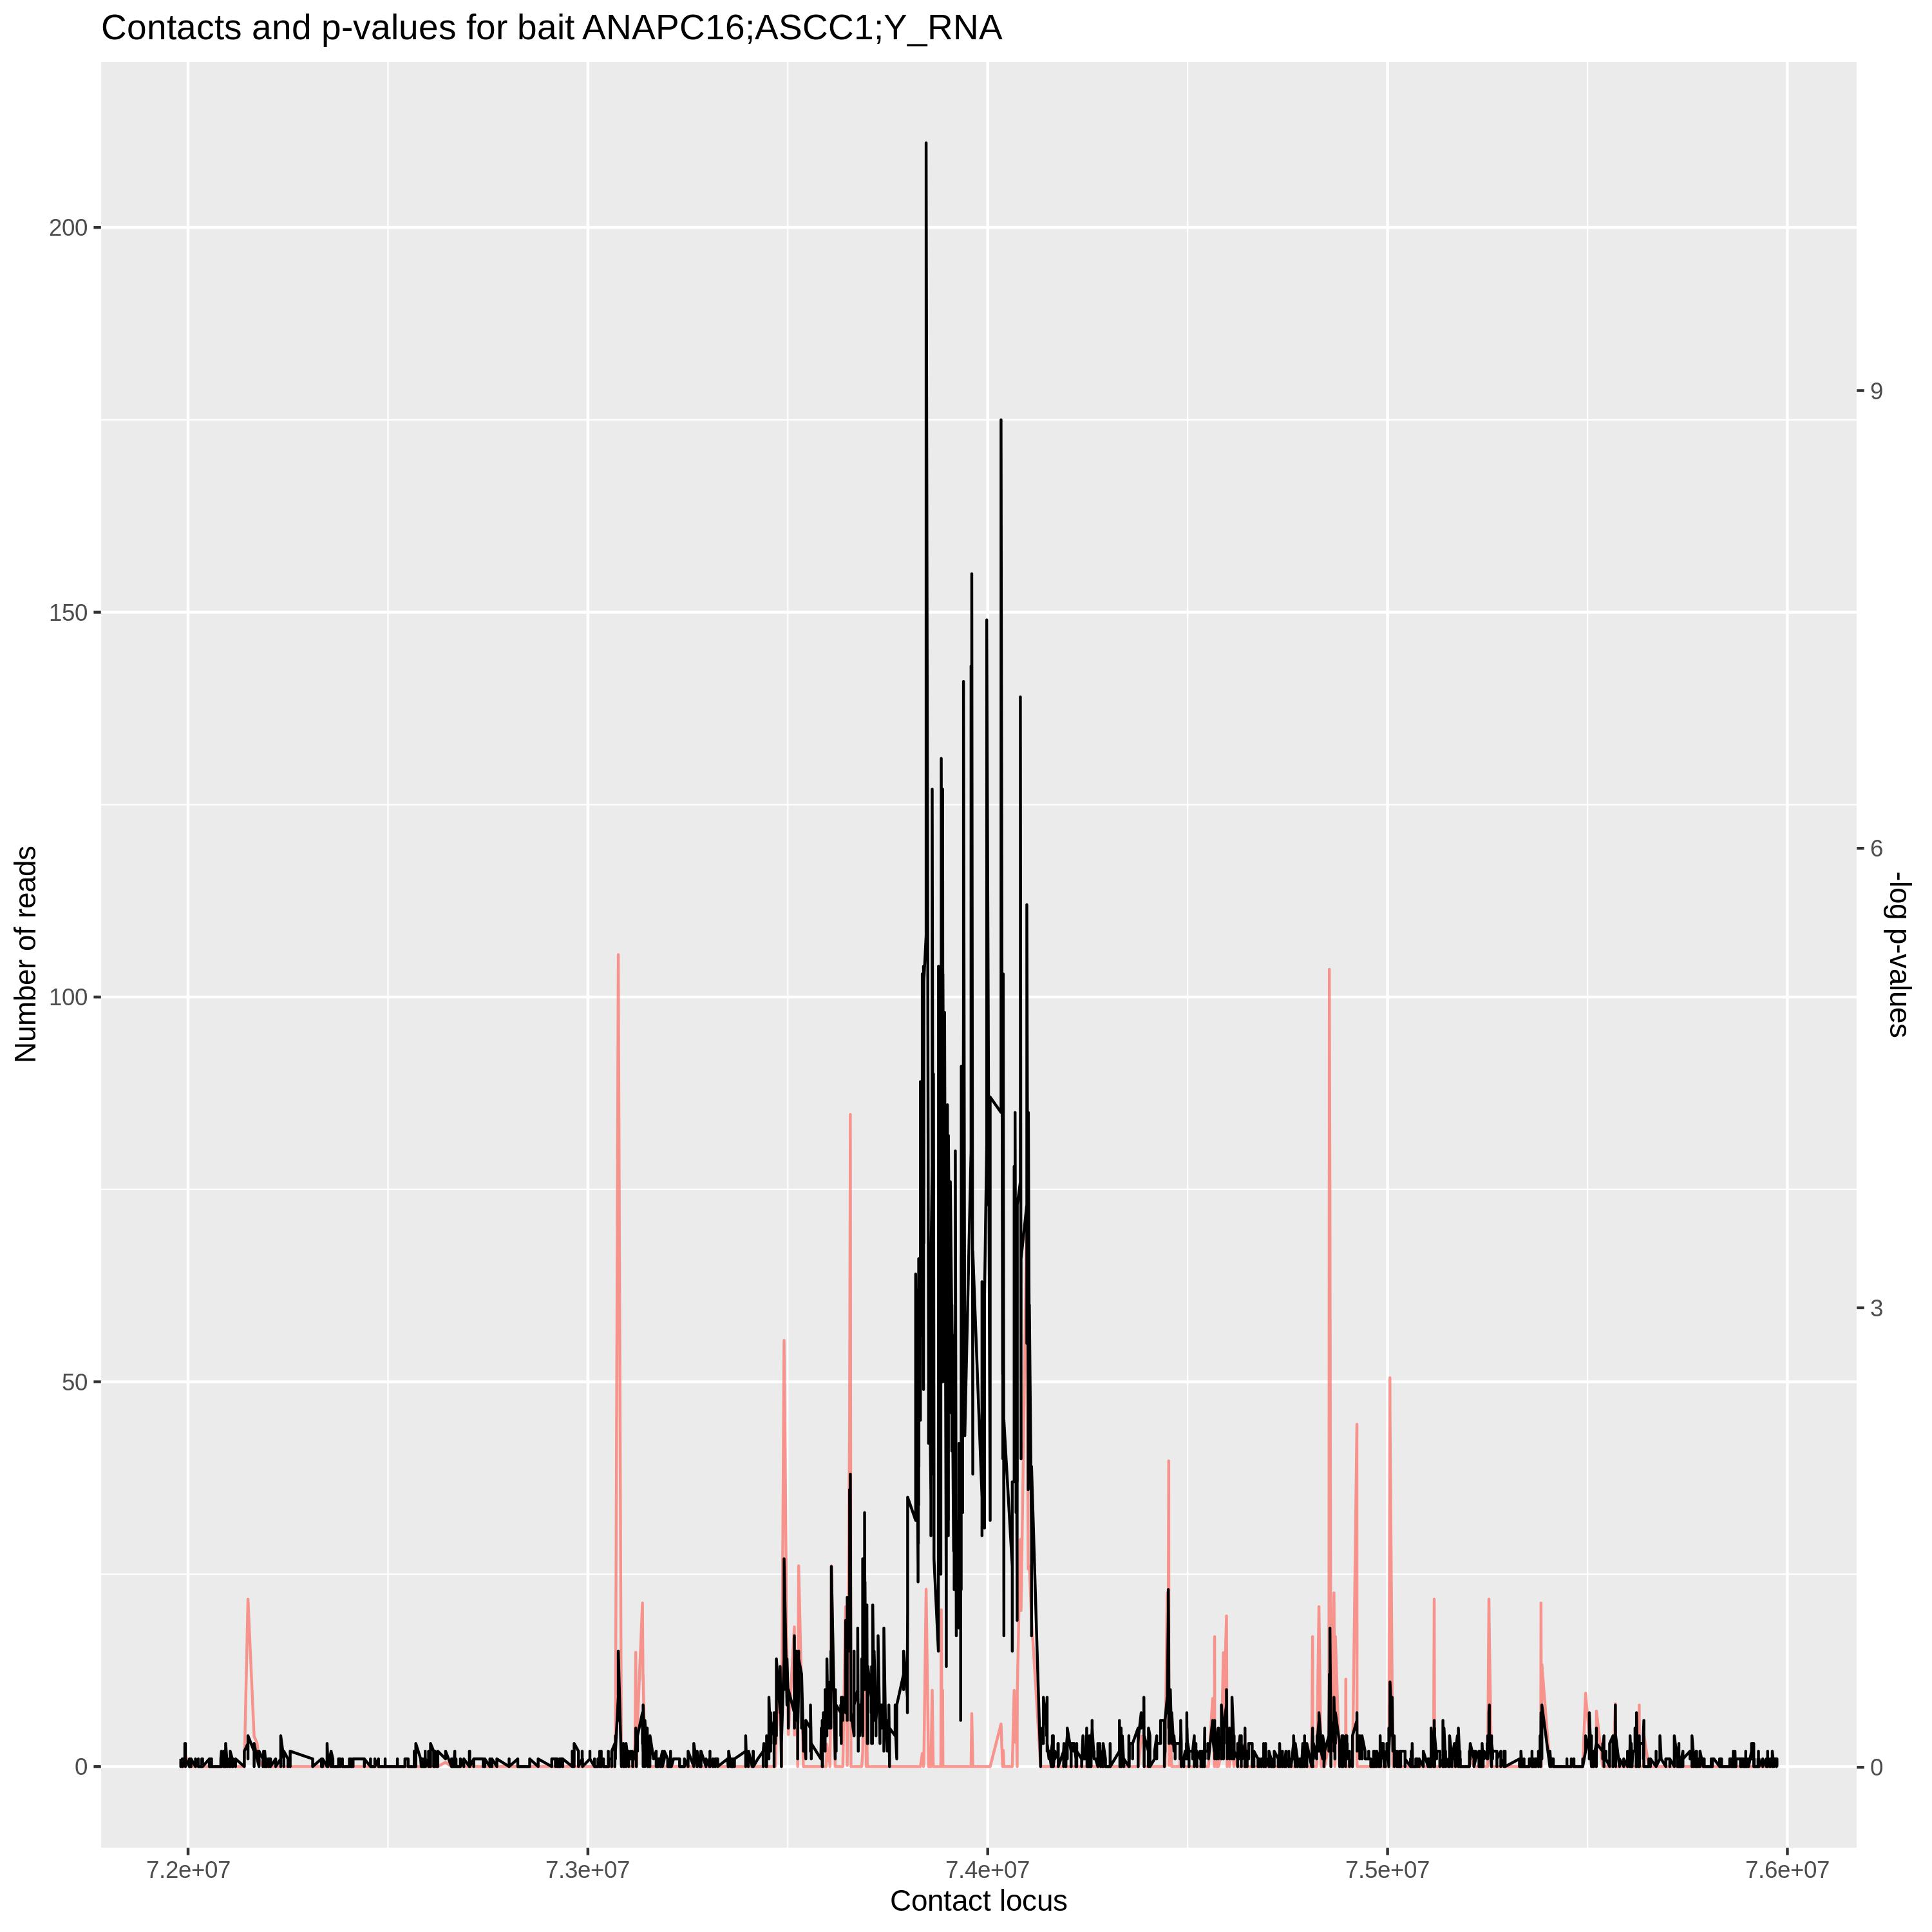 Contacts and p-values for bait ANAPC16;ASCC1;Y_RNA
200
150
100
50
0
Number of reads
9
6
3
0
-log p-values
7.2e+07 7.3e+07 7.4e+07 7.5e+07 7.6e+07
Contact locus